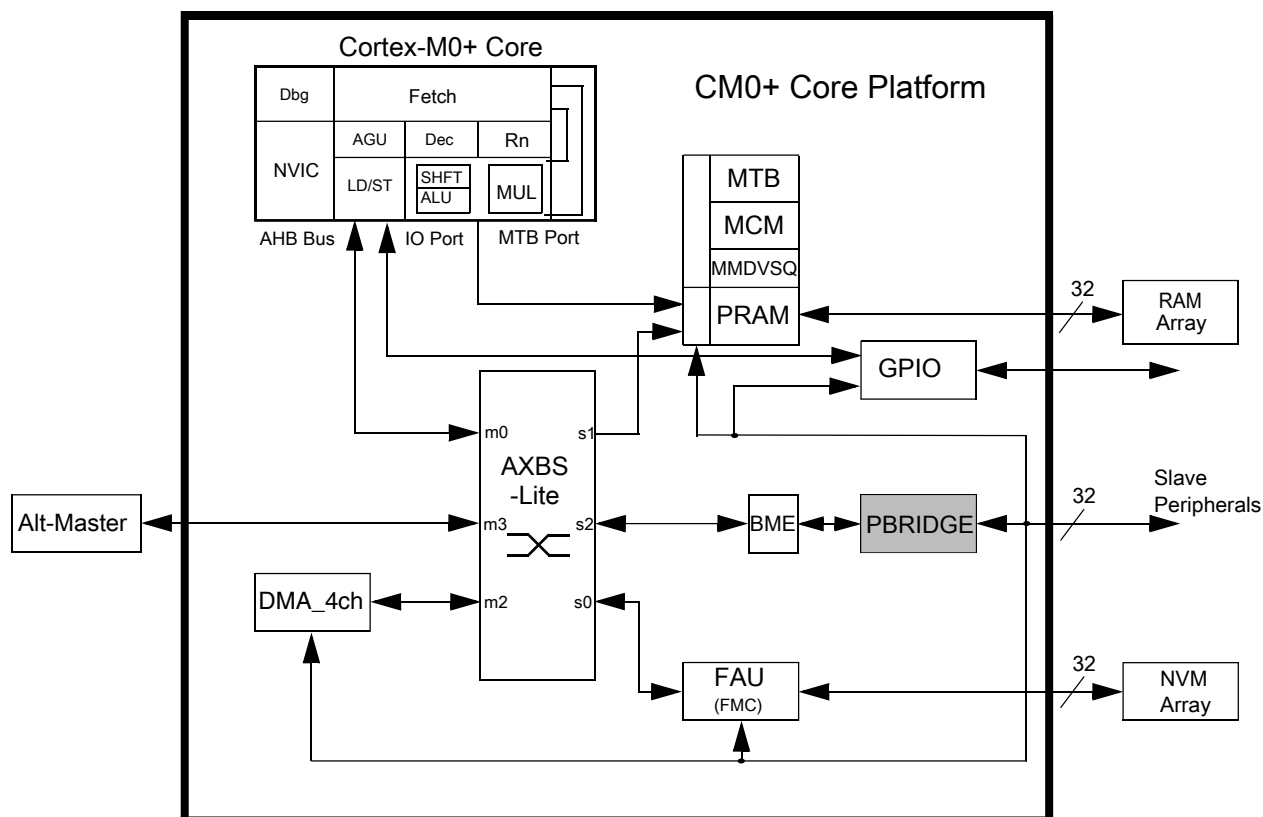 Cortex-M0+ Core
CM0+ Core Platform
Dbg
Fetch
AGU
Dec
Rn
NVIC
LD/ST
SHFT
ALU
MUL
AHB Bus
IO Port
MTB Port
MTB
MCM
MMDVSQ
PRAM
32
RAM
Array
GPIO
m0
s1
AXBS
-Lite
Alt-Master
m3
s2
BME
PBRIDGE
32
Slave
Peripherals
DMA_4ch
m2
s0
FAU
(FMC)
32
NVM
Array